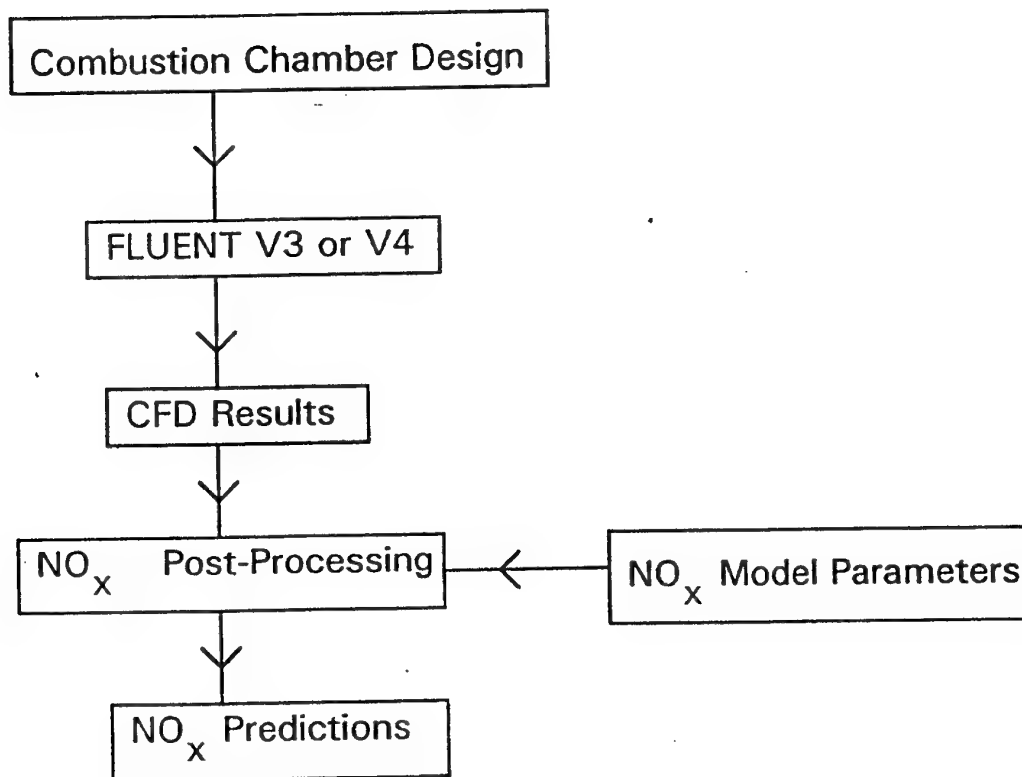 Combustion Chamber Design
FLUENT V3 or V4
CFD Results
NOx Post-Processing
NOx Model Parameters
NOx Predictions